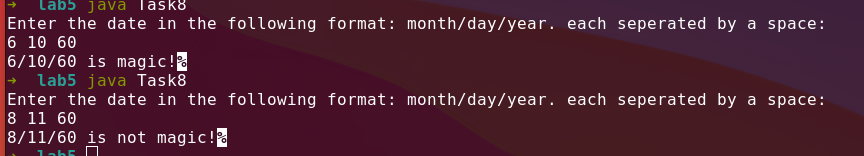 → lab5 java Task8
Enter the date in the following format: month/day/year. each seperated by a space:
6 10 60
6/10/60 is magic!%
→ lab5 java Task8
Enter the date in the following format: month/day/year. each seperated by a space:
8 11 60
8/11/60 is not magic!%
→ lab5